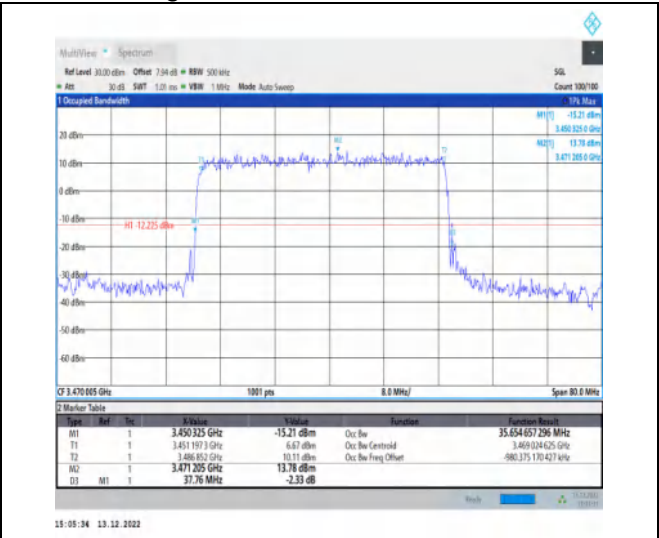 MultiView Spectrum
Ref Level 30.00 dBm Offset 7.94 dB RBW 500 kHz SGL
Att 30 dB SWT 1.01 ms VBW 1 MHz Mode Auto Sweep Count 100/100
1 Occupied Bandwidth 1Pk Max
M1[1] -15.21 dBm
3.450 325 0 GHz
M2[1] 13.78 dBm
3.471 205 0 GHz
M2
T1 T2
20 dBm
10 dBm
0 dBm
-10 dBm
H1 -12.225 dBm M1
-20 dBm
-30 dBm
-40 dBm
-50 dBm
-60 dBm
CF 3.470 005 GHz 1001 pts 8.0 MHz/ Span 80.0 MHz
2 Marker Table
Type Ref Trc X-Value Y-Value Function Function Result
M1 1 3.450 325 GHz -15.21 dBm Occ Bw 35.654 657 296 MHz
T1 1 3.451 197 3 GHz 6.67 dBm Occ Bw Centroid 3.469 024 625 GHz
T2 1 3.486 852 GHz 10.11 dBm Occ Bw Freq Offset -980.375 170 427 kHz
M2 1 3.471 205 GHz 13.78 dBm
D3 M1 1 37.76 MHz -2.33 dB
Ready
15:05:34 13.12.2022